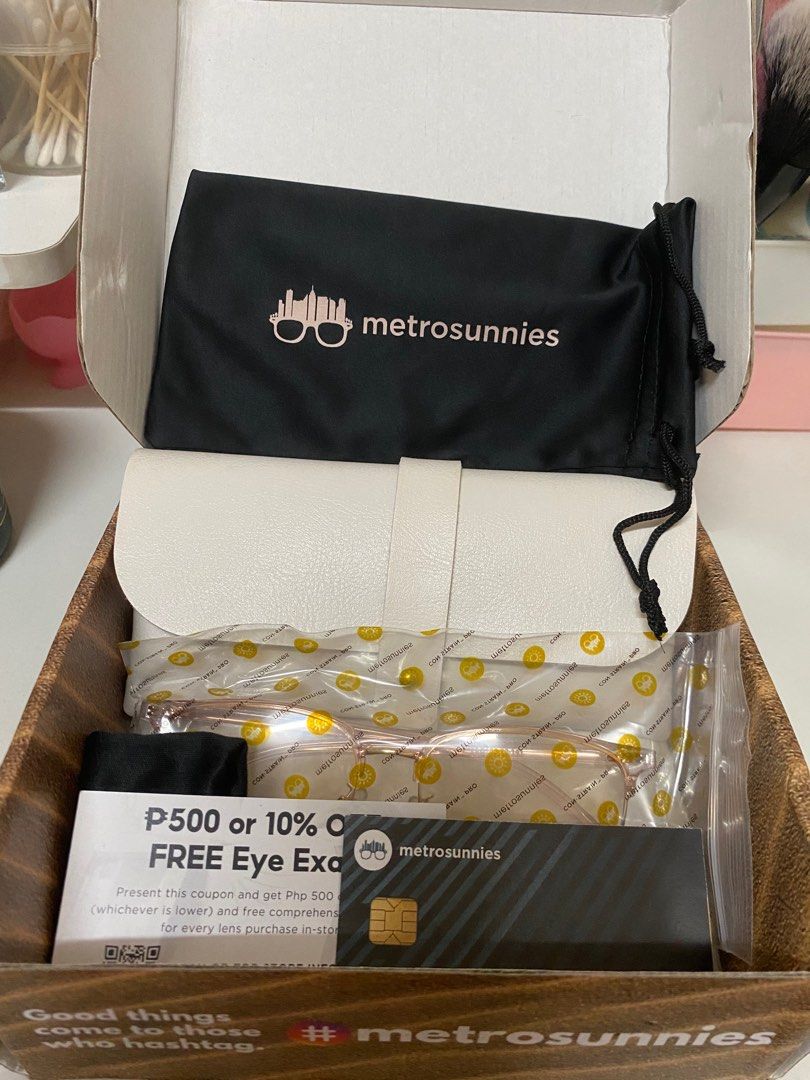 metrosunnies
₱500 or 10% O
FREE Eye Exa
Present this coupon and get Php 500
(whichever is lower) and free comprehens
for every lens purchase in-stor
metrosunnies
Good things
come to those
who hashtag.
#metrosunnies